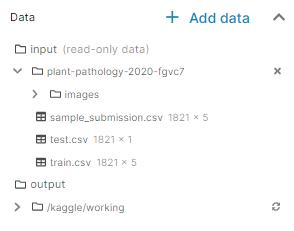 Data + Add data
input (read-only data)
plant-pathology-2020-fgvc7
images
sample_submission.csv 1821 × 5
test.csv 1821 × 1
train.csv 1821 × 5
output
/kaggle/working